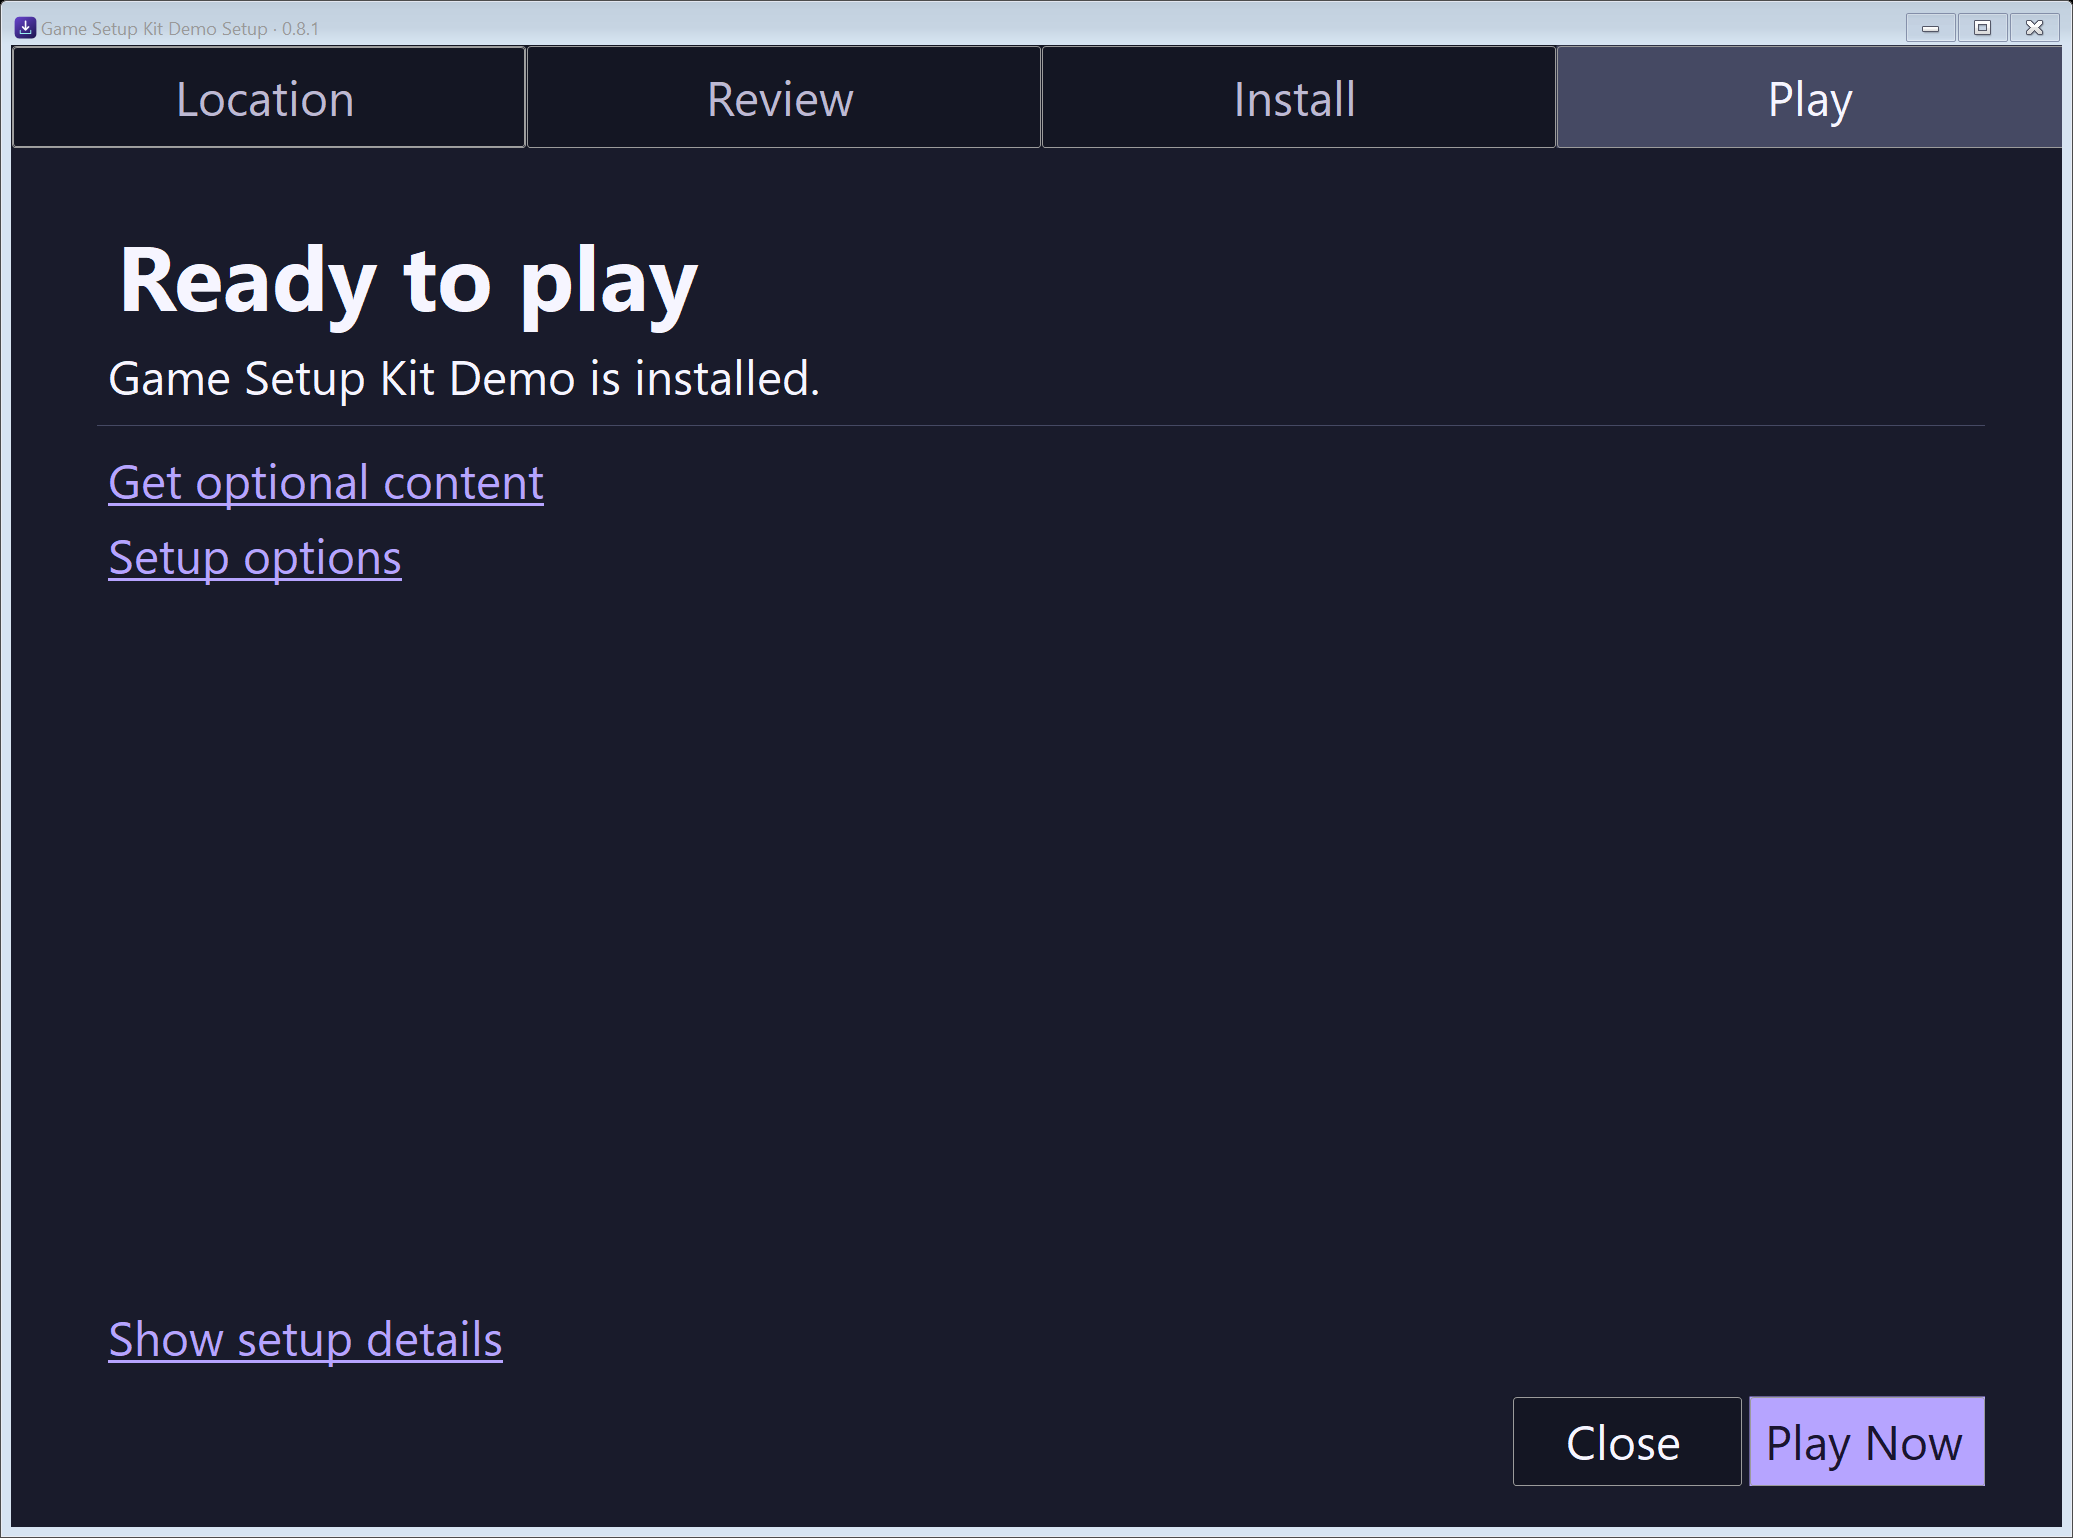 Game Setup Kit Demo Setup · 0.8.1
Location
Review
Install
Play
Ready to play
Game Setup Kit Demo is installed.
Get optional content
Setup options
Show setup details
Close
Play Now